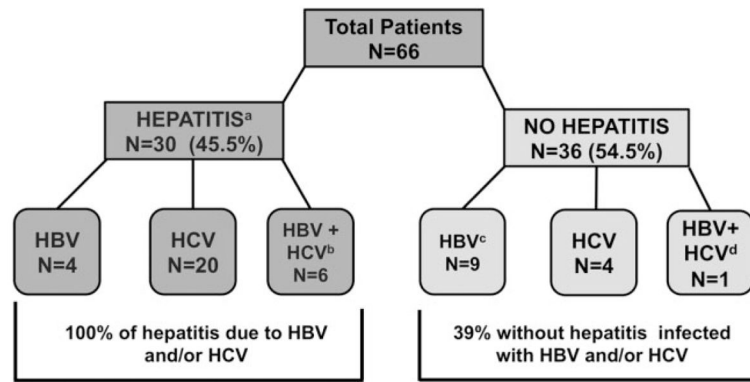 Total Patients
N=66
HEPATITISᵃ
N=30 (45.5%)
NO HEPATITIS
N=36 (54.5%)
HBV
N=4
HCV
N=20
HBV +
HCVᵇ
N=6
HBVᶜ
N=9
HCV
N=4
HBV+
HCVᵈ
N=1
100% of hepatitis due to HBV
and/or HCV
39% without hepatitis infected
with HBV and/or HCV